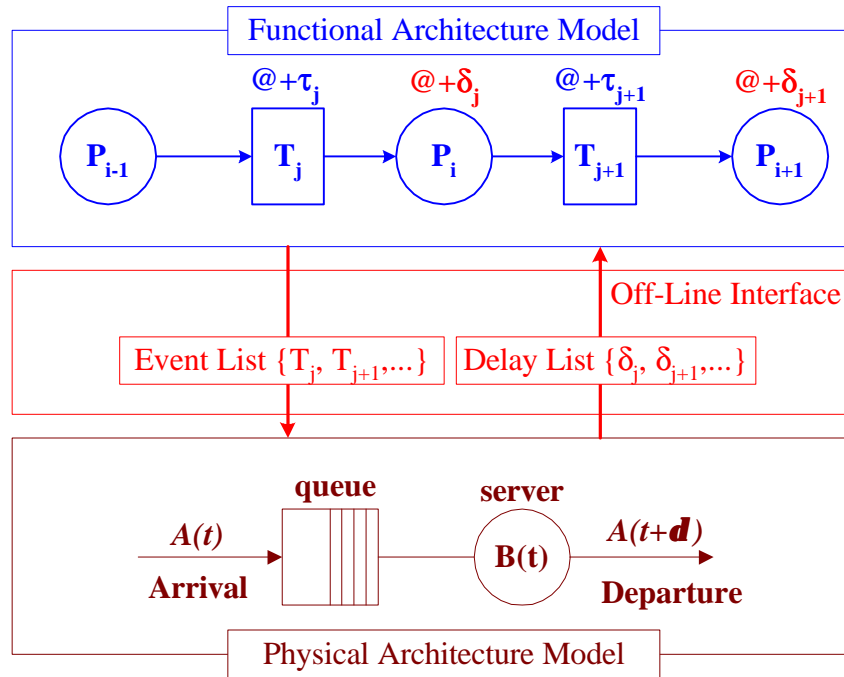 Functional Architecture Model
@+τj @+δj @+τj+1 @+δj+1
Pi-1 Tj Pi Tj+1 Pi+1
Off-Line Interface
Event List {Tj, Tj+1,...} Delay List {δj, δj+1,...}
queue server
A(t) B(t) A(t+d)
Arrival Departure
Physical Architecture Model